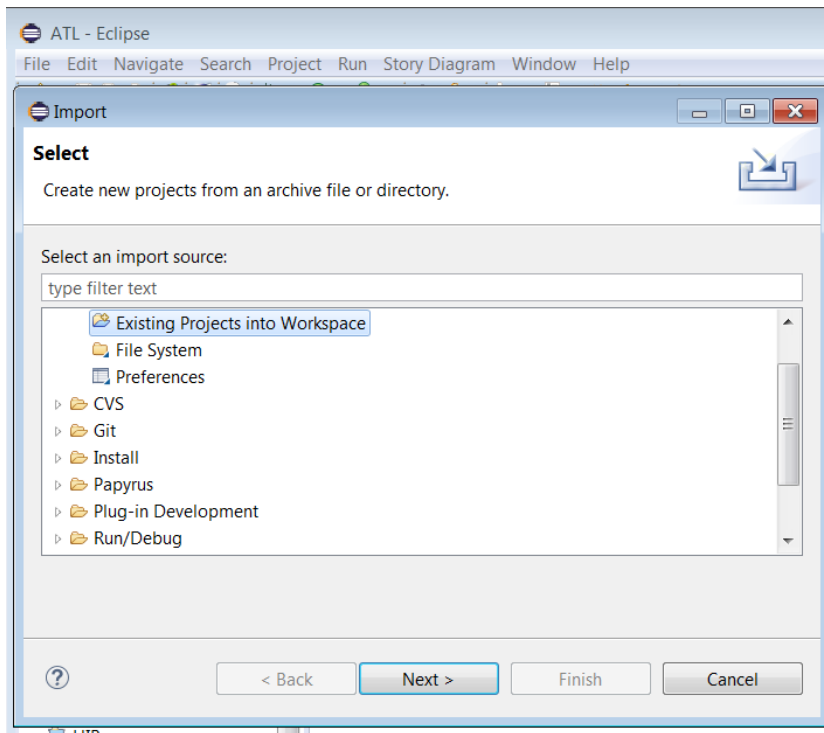 ATL - Eclipse
File Edit Navigate Search Project Run Story Diagram Window Help
Import
Select
Create new projects from an archive file or directory.
Select an import source:
type filter text
Existing Projects into Workspace
File System
Preferences
CVS
Git
Install
Papyrus
Plug-in Development
Run/Debug
? < Back Next > Finish Cancel